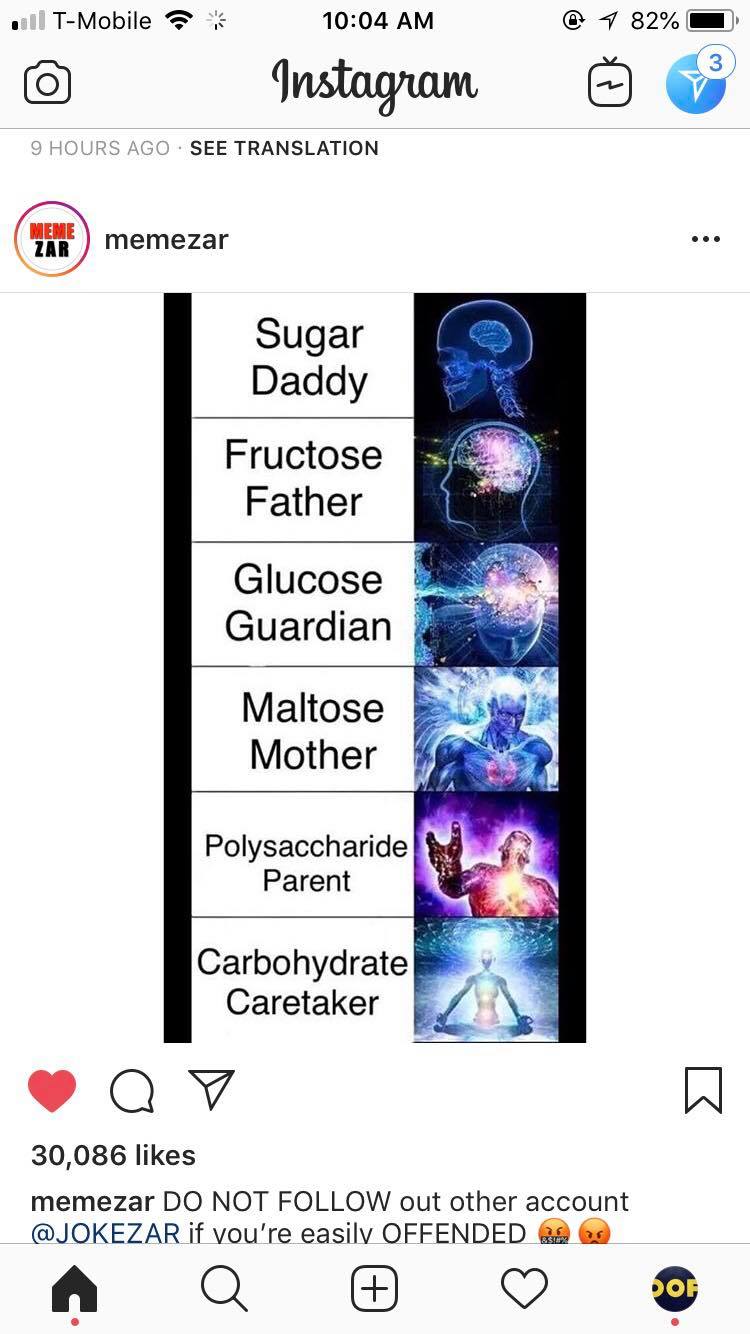 T-Mobile 10:04 AM 82%
Instagram
3
9 HOURS AGO · SEE TRANSLATION
MEME
ZAR
memezar
Sugar
Daddy
Fructose
Father
Glucose
Guardian
Maltose
Mother
Polysaccharide
Parent
Carbohydrate
Caretaker
30,086 likes
memezar DO NOT FOLLOW out other account
@JOKEZAR if you're easily OFFENDED
OOF